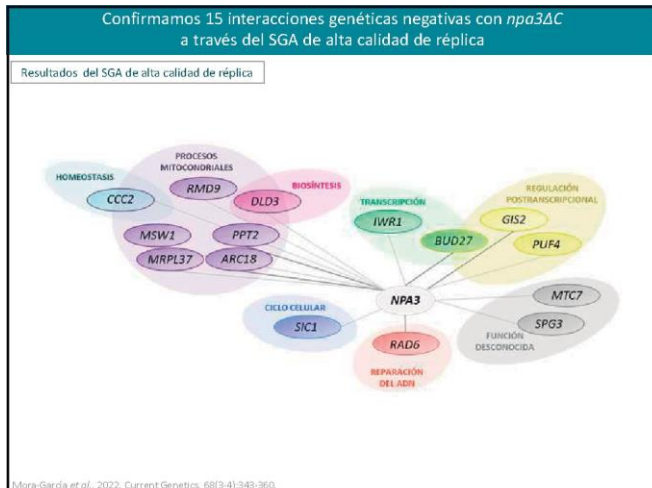 Confirmamos 15 interacciones genéticas negativas con npa3ΔC
a través del SGA de alta calidad de réplica
Resultados del SGA de alta calidad de réplica
HOMEOSTASIS
CCC2
PROCESOS
MITOCONDRIALES
RMD9
DLD3
BIOSÍNTESIS
MSW1
PPT2
MRPL37
ARC18
TRANSCRIPCIÓN
IWR1
BUD27
REGULACIÓN
POSTRANSCRIPCIONAL
GIS2
PUF4
NPA3
CICLO CELULAR
SIC1
RAD6
REPARACIÓN
DEL ADN
MTC7
SPG3
FUNCIÓN
DESCONOCIDA
Mora-García et al., 2022. Current Genetics. 68(3-4):343-360.